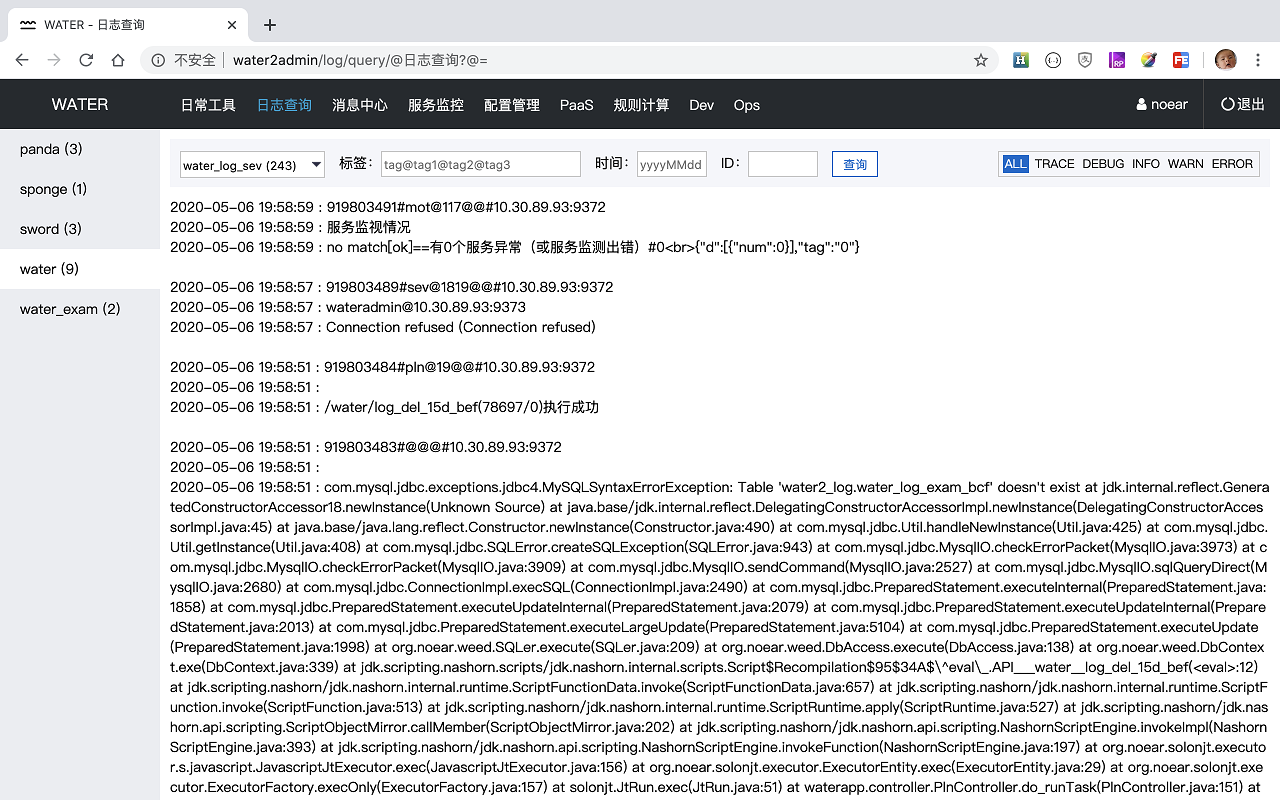 WATER - 日志查询
不安全 water2admin/log/query/@日志查询?@=
WATER 日常工具 日志查询 消息中心 服务监控 配置管理 PaaS 规则计算 Dev Ops noear 退出
panda (3)
sponge (1)
sword (3)
water (9)
water_exam (2)
water_log_sev (243) 标签： tag@tag1@tag2@tag3 时间： yyyyMMdd ID： 查询 ALL TRACE DEBUG INFO WARN ERROR
2020-05-06 19:58:59 : 919803491#mot@117@@#10.30.89.93:9372
2020-05-06 19:58:59 : 服务监视情况
2020-05-06 19:58:59 : no match[ok]==有0个服务异常（或服务监测出错）#0<br>{"d":[{"num":0}],"tag":"0"}
2020-05-06 19:58:57 : 919803489#sev@1819@@#10.30.89.93:9372
2020-05-06 19:58:57 : wateradmin@10.30.89.93:9373
2020-05-06 19:58:57 : Connection refused (Connection refused)
2020-05-06 19:58:51 : 919803484#pln@19@@#10.30.89.93:9372
2020-05-06 19:58:51 :
2020-05-06 19:58:51 : /water/log_del_15d_bef(78697/0)执行成功
2020-05-06 19:58:51 : 919803483#@@@#10.30.89.93:9372
2020-05-06 19:58:51 :
2020-05-06 19:58:51 : com.mysql.jdbc.exceptions.jdbc4.MySQLSyntaxErrorException: Table 'water2_log.water_log_exam_bcf' doesn't exist at jdk.internal.reflect.Genera
tedConstructorAccessor18.newInstance(Unknown Source) at java.base/jdk.internal.reflect.DelegatingConstructorAccessorImpl.newInstance(DelegatingConstructorAcces
sorImpl.java:45) at java.base/java.lang.reflect.Constructor.newInstance(Constructor.java:490) at com.mysql.jdbc.Util.handleNewInstance(Util.java:425) at com.mysql.jdbc.
Util.getInstance(Util.java:408) at com.mysql.jdbc.SQLError.createSQLException(SQLError.java:943) at com.mysql.jdbc.MysqlIO.checkErrorPacket(MysqlIO.java:3973) at c
om.mysql.jdbc.MysqlIO.checkErrorPacket(MysqlIO.java:3909) at com.mysql.jdbc.MysqlIO.sendCommand(MysqlIO.java:2527) at com.mysql.jdbc.MysqlIO.sqlQueryDirect(M
ysqlIO.java:2680) at com.mysql.jdbc.ConnectionImpl.execSQL(ConnectionImpl.java:2490) at com.mysql.jdbc.PreparedStatement.executeInternal(PreparedStatement.java:
1858) at com.mysql.jdbc.PreparedStatement.executeUpdateInternal(PreparedStatement.java:2079) at com.mysql.jdbc.PreparedStatement.executeUpdateInternal(Prepare
dStatement.java:2013) at com.mysql.jdbc.PreparedStatement.executeLargeUpdate(PreparedStatement.java:5104) at com.mysql.jdbc.PreparedStatement.executeUpdate
(PreparedStatement.java:1998) at org.noear.weed.SQLer.execute(SQLer.java:209) at org.noear.weed.DbAccess.execute(DbAccess.java:138) at org.noear.weed.DbContex
t.exe(DbContext.java:339) at jdk.scripting.nashorn.scripts/jdk.nashorn.internal.scripts.Script$Recompilation$95$34A$\^eval\_.API___water__log_del_15d_bef(<eval>:12)
at jdk.scripting.nashorn/jdk.nashorn.internal.runtime.ScriptFunctionData.invoke(ScriptFunctionData.java:657) at jdk.scripting.nashorn/jdk.nashorn.internal.runtime.ScriptF
unction.invoke(ScriptFunction.java:513) at jdk.scripting.nashorn/jdk.nashorn.internal.runtime.ScriptRuntime.apply(ScriptRuntime.java:527) at jdk.scripting.nashorn/jdk.nas
horn.api.scripting.ScriptObjectMirror.callMember(ScriptObjectMirror.java:202) at jdk.scripting.nashorn/jdk.nashorn.api.scripting.NashornScriptEngine.invokeImpl(Nashorn
ScriptEngine.java:393) at jdk.scripting.nashorn/jdk.nashorn.api.scripting.NashornScriptEngine.invokeFunction(NashornScriptEngine.java:197) at org.noear.solonjt.executo
r.s.javascript.JavascriptJtExecutor.exec(JavascriptJtExecutor.java:156) at org.noear.solonjt.executor.ExecutorEntity.exec(ExecutorEntity.java:29) at org.noear.solonjt.exe
cutor.ExecutorFactory.execOnly(ExecutorFactory.java:157) at solonjt.JtRun.exec(JtRun.java:51) at waterapp.controller.PlnController.do_runTask(PlnController.java:151) at